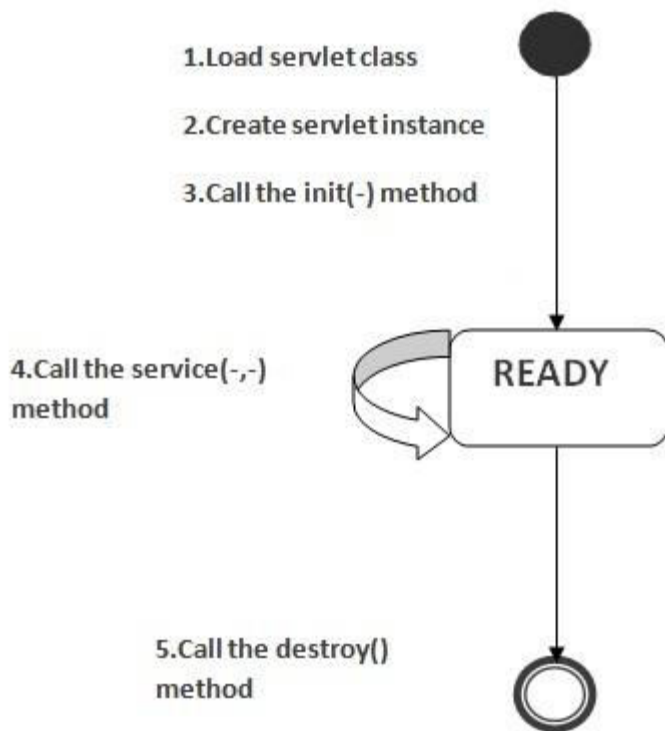 1.Load servlet class
2.Create servlet instance
3.Call the init(-) method
4.Call the service(-,-)
method
READY
5.Call the destroy()
method